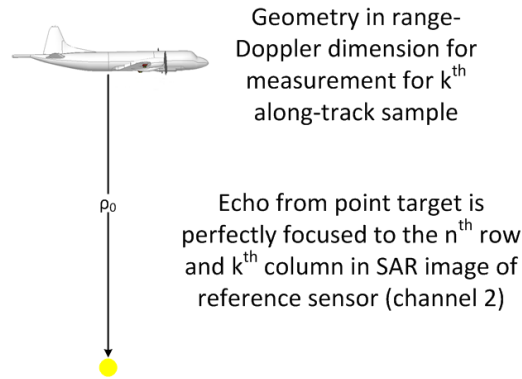 Geometry in range-
Doppler dimension for
measurement for kth
along-track sample
ρ0
Echo from point target is
perfectly focused to the nth row
and kth column in SAR image of
reference sensor (channel 2)